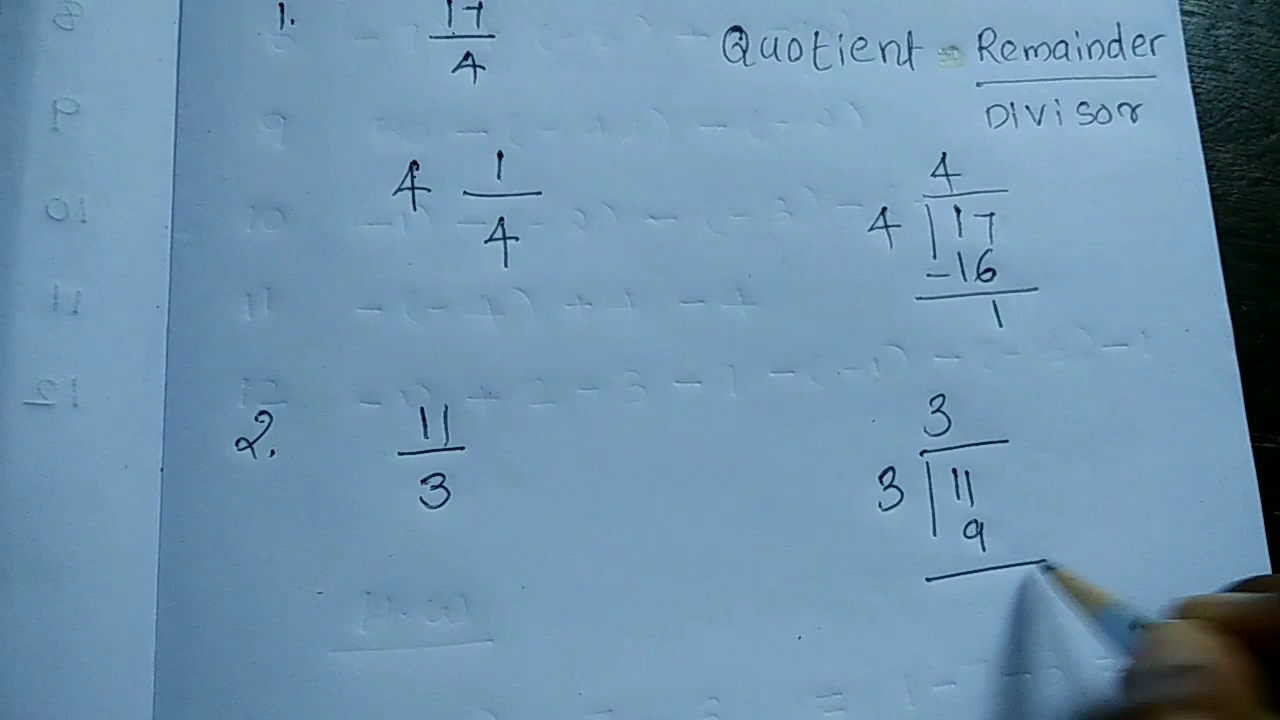 1. 17/4
Quotient Remainder/Divisor
4 1/4
4
4 | 17
-16
1
2. 11/3
3
3 | 11
9